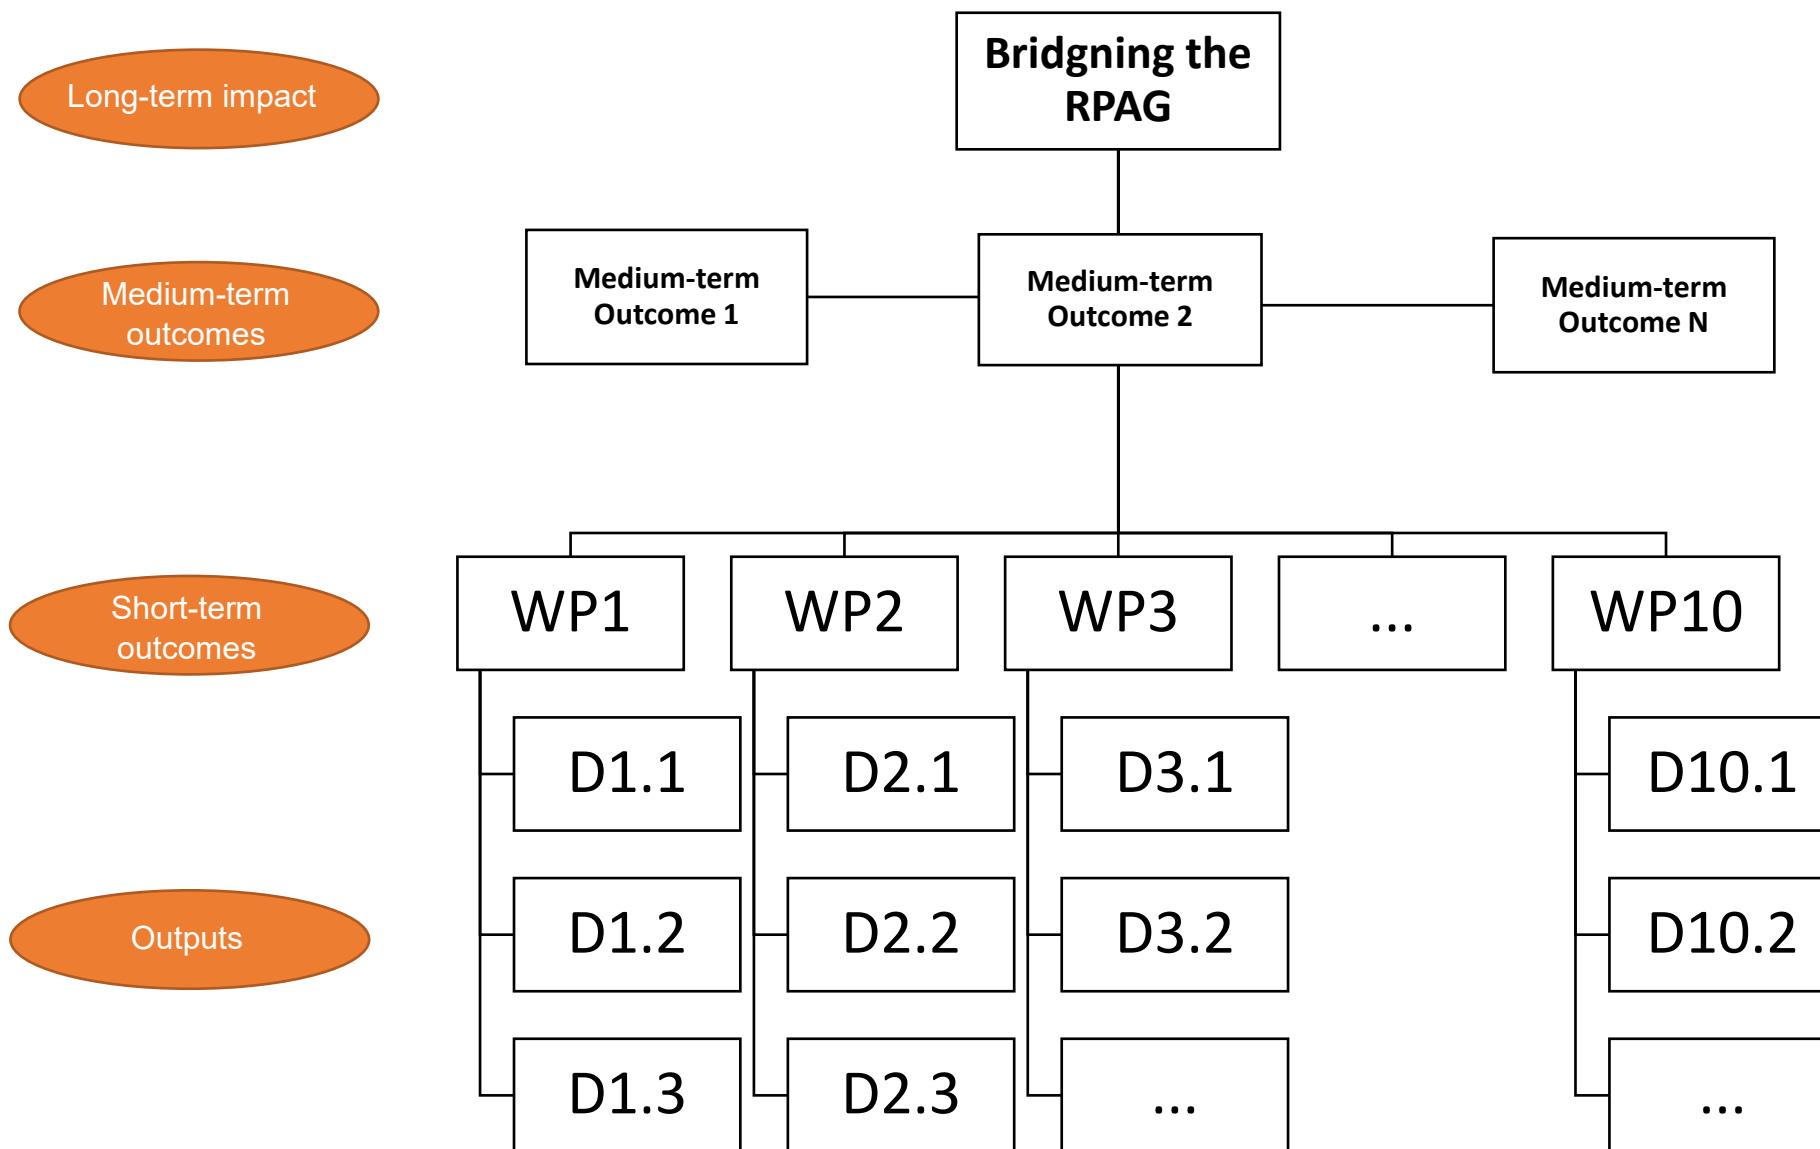 Long-term impact
Bridgning the
RPAG
Medium-term
outcomes
Medium-term
Outcome 1
Medium-term
Outcome 2
Medium-term
Outcome N
Short-term
outcomes
WP1
WP2
WP3
...
WP10
D1.1
D2.1
D3.1
D10.1
Outputs
D1.2
D2.2
D3.2
D10.2
D1.3
D2.3
...
...